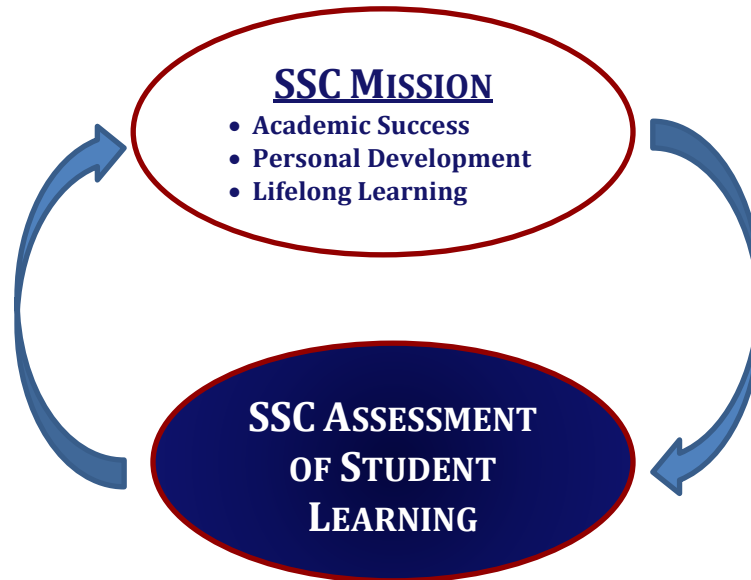 SSC MISSION
• Academic Success
• Personal Development
• Lifelong Learning
SSC ASSESSMENT
OF STUDENT
LEARNING